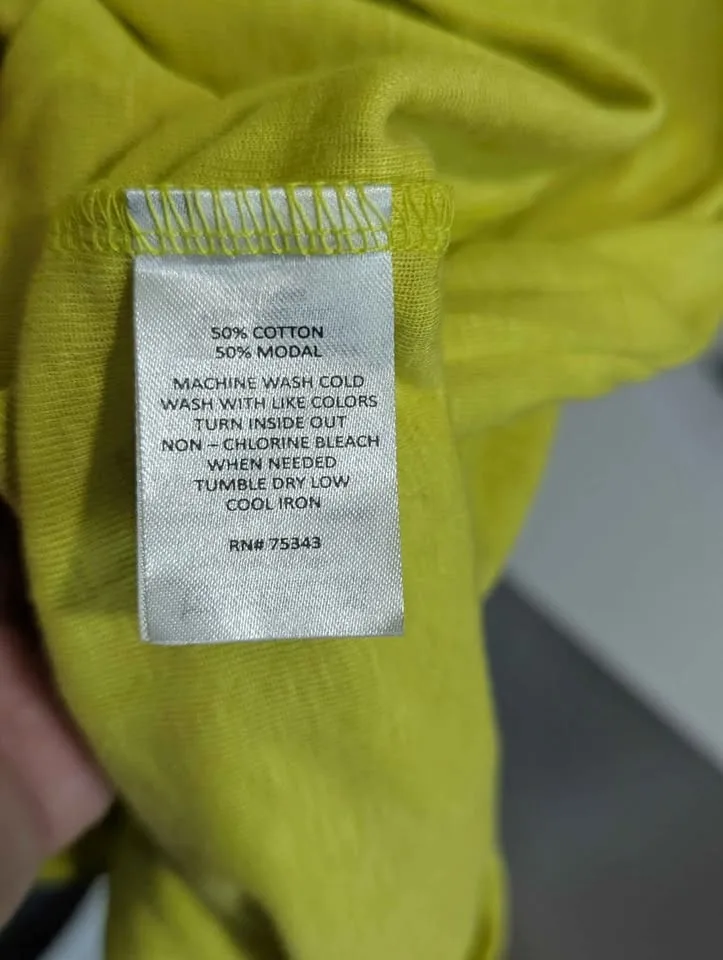 50% COTTON
50% MODAL
MACHINE WASH COLD
WASH WITH LIKE COLORS
TURN INSIDE OUT
NON – CHLORINE BLEACH
WHEN NEEDED
TUMBLE DRY LOW
COOL IRON
RN# 75343